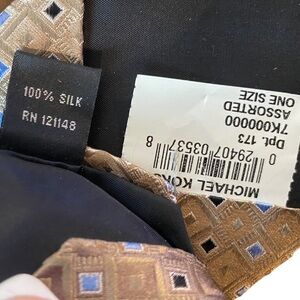 100% SILK
RN 121148
MICHAEL KORS
0 29407 03537 8
Dpt. 173
7K000000
ASSORTED
ONE SIZE